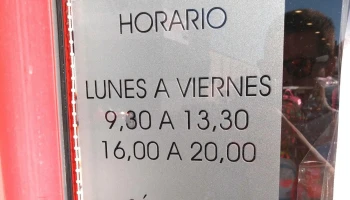 HORARIO
LUNES A VIERNES
9,30 A 13,30
16,00 A 20,00